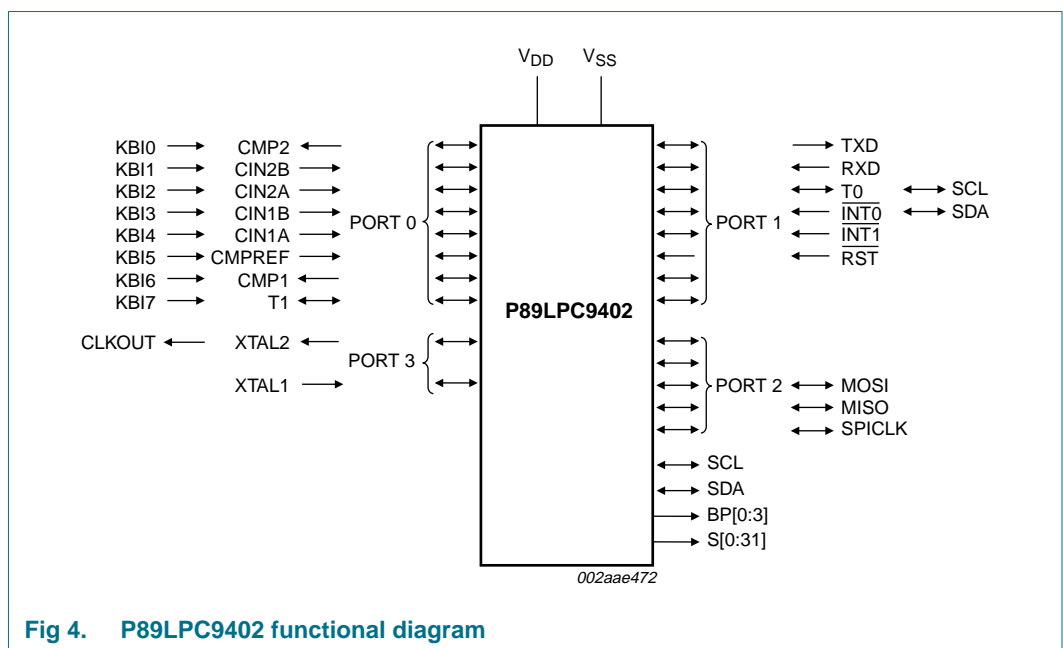 VDD VSS
KBI0 CMP2 TXD
KBI1 CIN2B RXD
KBI2 CIN2A T0 SCL
KBI3 CIN1B INT0 SDA
PORT 0 PORT 1
KBI4 CIN1A INT1
KBI5 CMPREF RST
KBI6 CMP1
KBI7 T1
P89LPC9402
CLKOUT XTAL2
PORT 3
XTAL1 PORT 2 MOSI
MISO
SPICLK
SCL
SDA
BP[0:3]
S[0:31]
002aae472
Fig 4. P89LPC9402 functional diagram